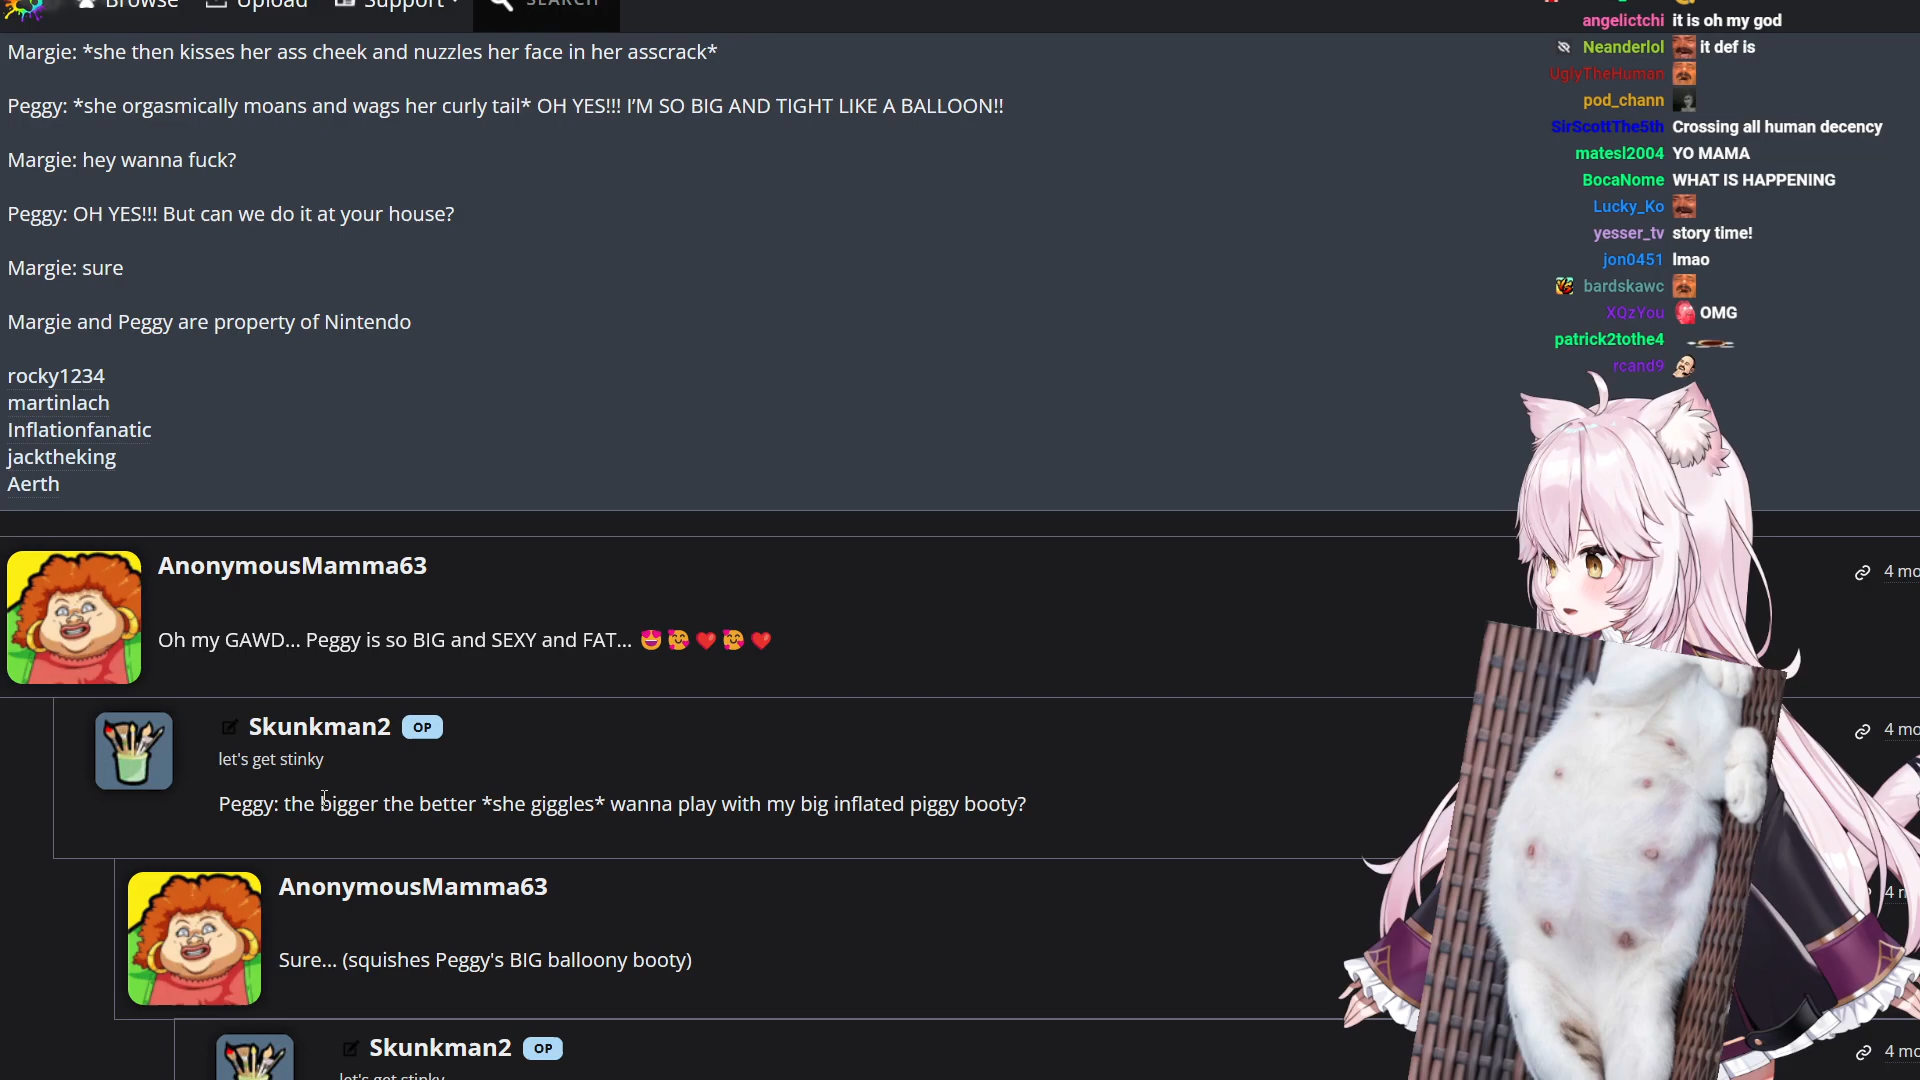 Browse Upload Support SEARCH
Margie: *she then kisses her ass cheek and nuzzles her face in her asscrack*
Peggy: *she orgasmically moans and wags her curly tail* OH YES!!! I'M SO BIG AND TIGHT LIKE A BALLOON!!
Margie: hey wanna fuck?
Peggy: OH YES!!! But can we do it at your house?
Margie: sure
Margie and Peggy are property of Nintendo
rocky1234
martinlach
Inflationfanatic
jacktheking
Aerth
AnonymousMamma63
4 mo
Oh my GAWD... Peggy is so BIG and SEXY and FAT... 😍 🥰 ❤️ 🥰 ❤️
Skunkman2 OP
4 mo
let's get stinky
Peggy: the bigger the better *she giggles* wanna play with my big inflated piggy booty?
AnonymousMamma63
4
Sure... (squishes Peggy's BIG balloony booty)
Skunkman2 OP
4 mo
let's get stinky
angelictchi it is oh my god
Neanderlol it def is
UglyTheHuman
pod_chann
SirScottThe5th Crossing all human decency
matesl2004 YO MAMA
BocaNome WHAT IS HAPPENING
Lucky_Ko
yesser_tv story time!
jon0451 lmao
bardskawc
XQzYou OMG
patrick2tothe4
rcand9